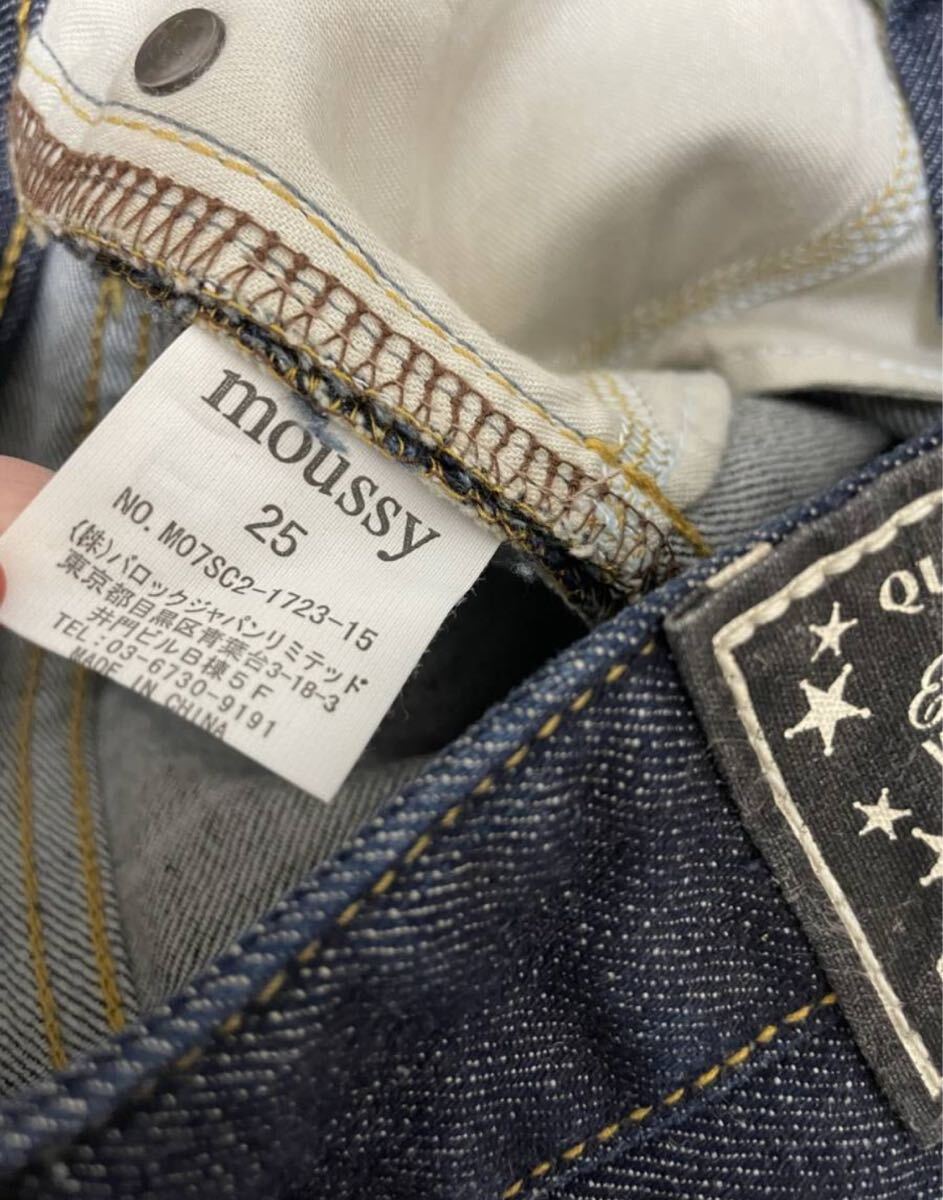 moussy
25
NO. M07SC2-1723-15
(株)バロックジャパンリミテッド
東京都目黒区青葉台3-18-3
井門ビルB棟5F
TEL:03-6730-9191
MADE IN CHINA
QU